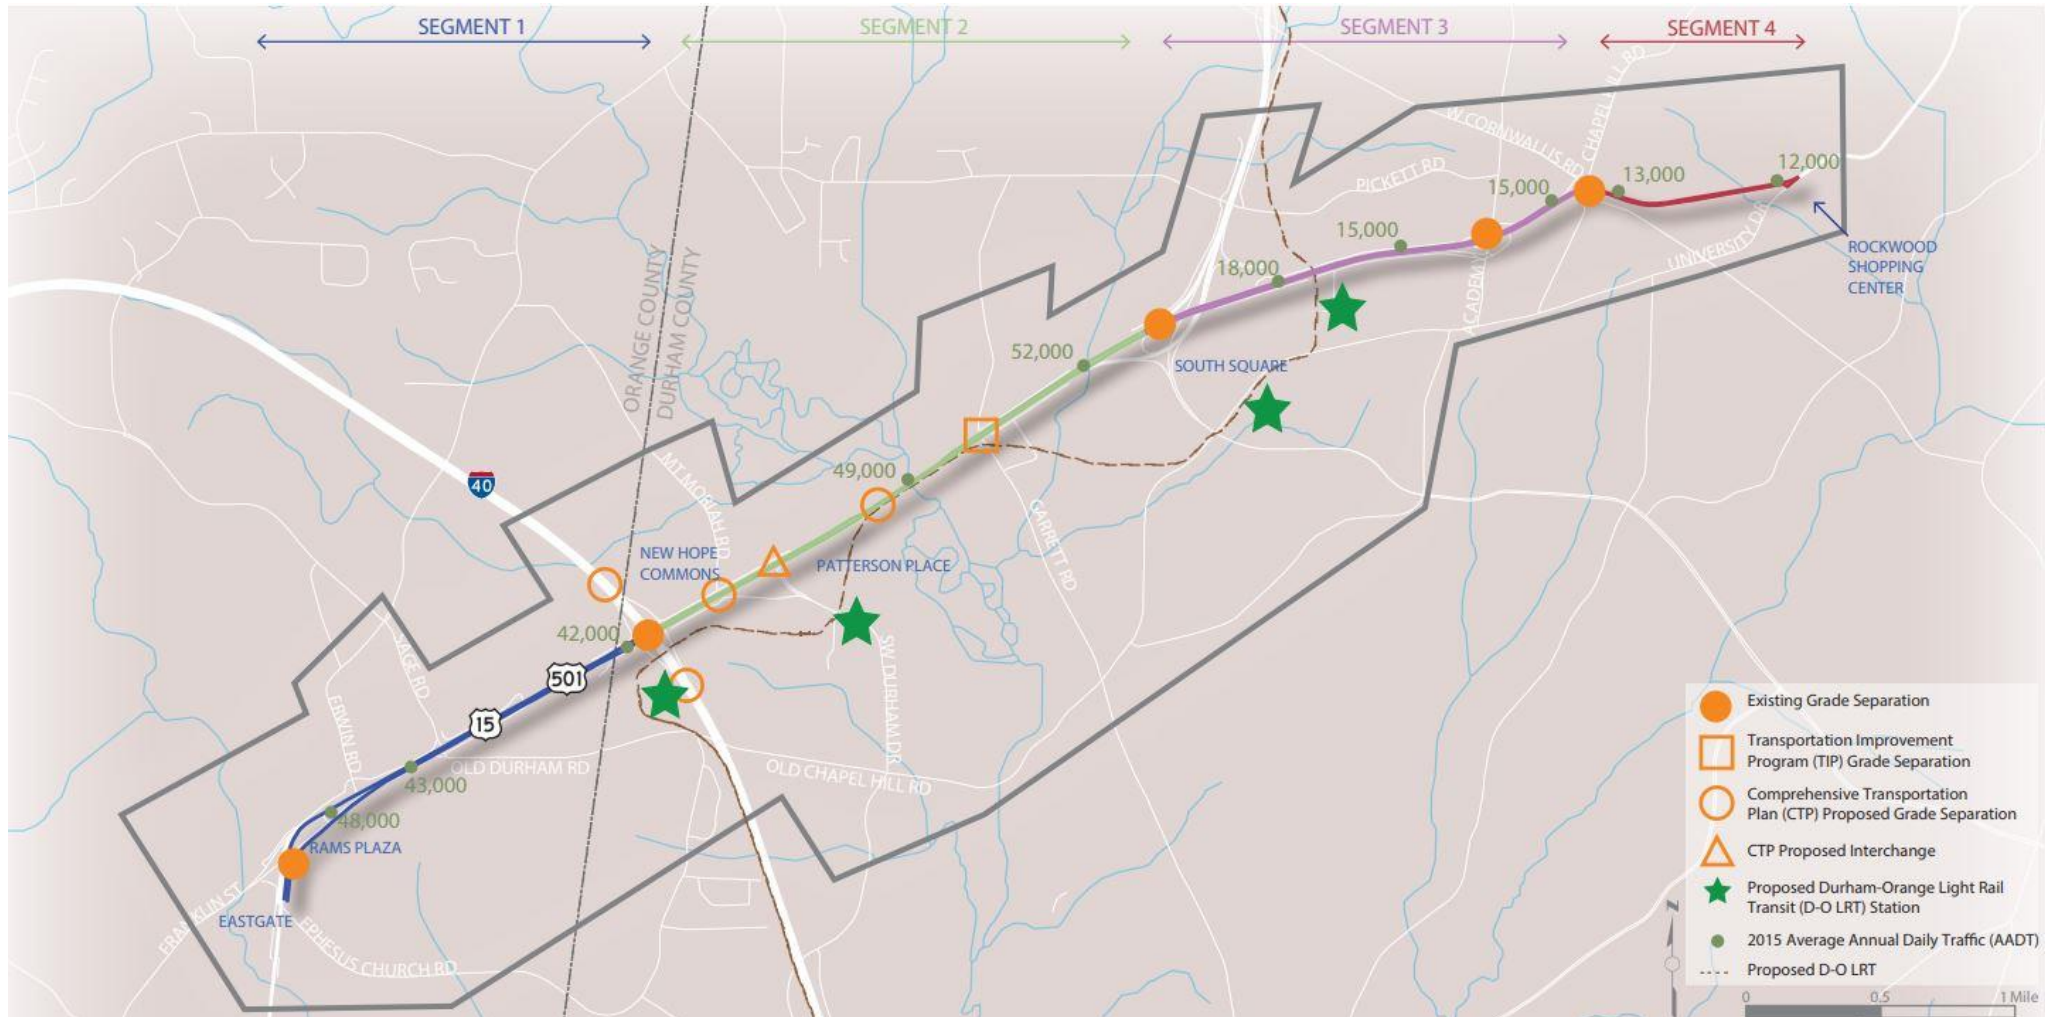 SEGMENT 1
SEGMENT 2
SEGMENT 3
SEGMENT 4
CHAPEL HILL RD
W CORNWALLIS RD
PICKETT RD
12,000
13,000
15,000
15,000
18,000
UNIVERSITY DR
ROCKWOOD
SHOPPING
CENTER
ACADEMY
ORANGE COUNTY
DURHAM COUNTY
52,000
SOUTH SQUARE
40
MT MORIAH RD
49,000
GARRETT RD
NEW HOPE
COMMONS
PATTERSON PLACE
42,000
SAGE RD
501
SW DURHAM DR
ERWIN RD
15
OLD DURHAM RD
OLD CHAPEL HILL RD
43,000
48,000
RAMS PLAZA
FRANKLIN ST
EASTGATE
EPHESUS CHURCH RD
Existing Grade Separation
Transportation Improvement
Program (TIP) Grade Separation
Comprehensive Transportation
Plan (CTP) Proposed Grade Separation
CTP Proposed Interchange
Proposed Durham-Orange Light Rail
Transit (D-O LRT) Station
2015 Average Annual Daily Traffic (AADT)
Proposed D-O LRT
N
0
0.5
1 Mile